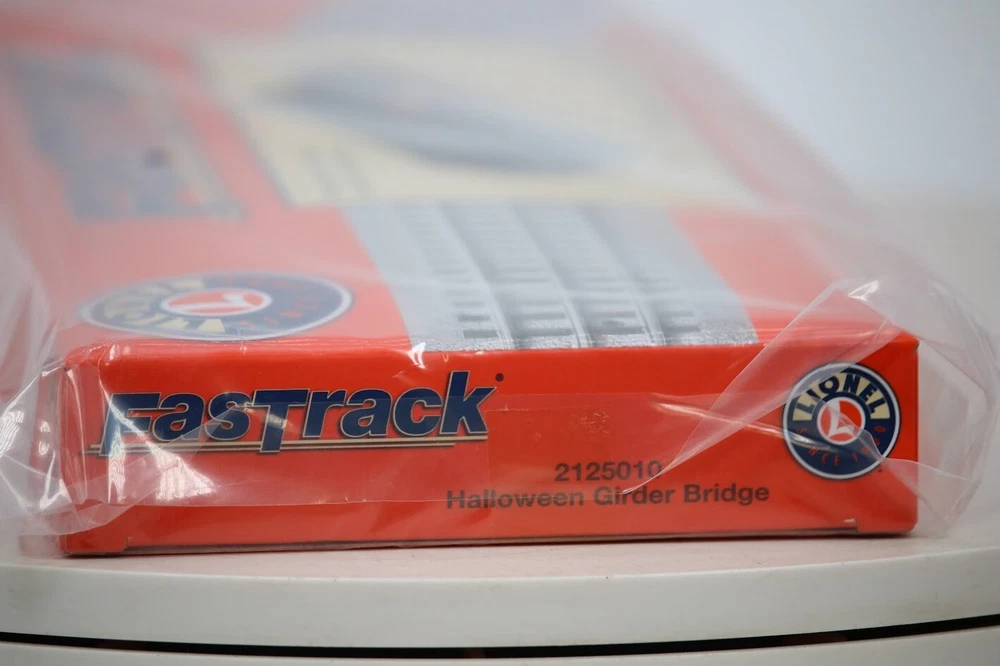 FasTrack
2125010
Halloween Girder Bridge
LIONEL